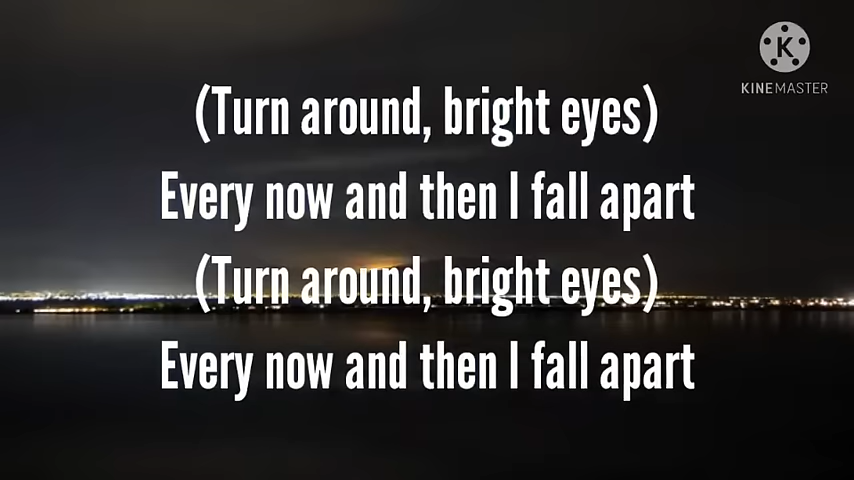 KINEMASTER
(Turn around, bright eyes)
Every now and then I fall apart
(Turn around, bright eyes)
Every now and then I fall apart